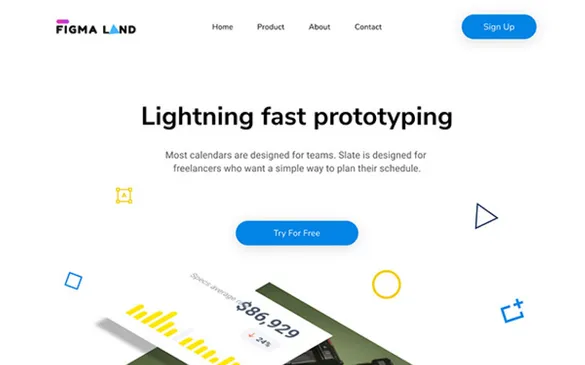 FIGMA LAND
Home
Product
About
Contact
Sign Up
Lightning fast prototyping
Most calendars are designed for teams. Slate is designed for
freelancers who want a simple way to plan their schedule.
A
Try For Free
Specs average
$86,929
24%